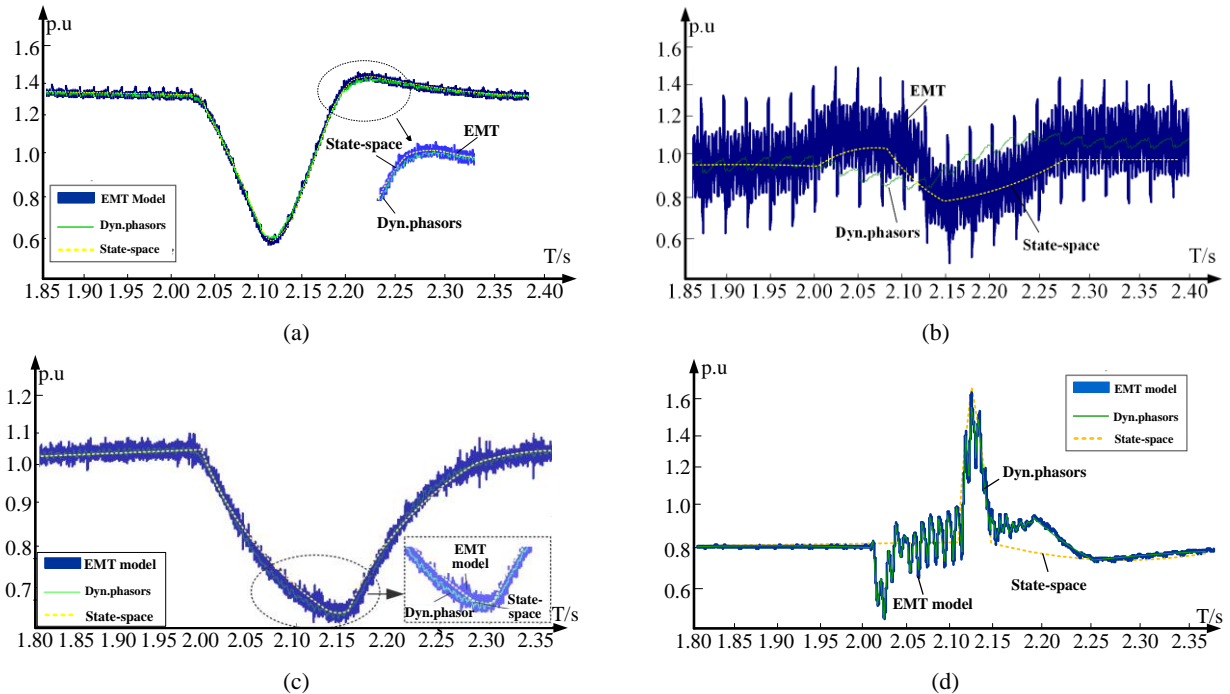 p.u
1.6
1.4
1.2
1.0
0.8
0.6
EMT
State-space
Dyn.phasors
EMT Model
Dyn.phasors
State-space
T/s
1.85 1.90 1.95 2.00 2.05 2.10 2.15 2.20 2.25 2.30 2.35 2.40
(a)
p.u
1.6
1.4
1.2
1.0
0.8
0.6
0.4
EMT
Dyn.phasors
State-space
T/s
1.85 1.90 1.95 2.00 2.05 2.10 2.15 2.20 2.25 2.30 2.35 2.40
(b)
p.u
1.2
1.1
1.0
0.9
0.8
0.7
EMT model
Dyn.phasors
State-space
EMT
model
Dyn.phasor
State-
space
T/s
1.80 1.85 1.90 1.95 2.00 2.05 2.10 2.15 2.20 2.25 2.30 2.35
(c)
p.u
1.6
1.4
1.6
1.2
1.0
0.8
0.6
EMT model
Dyn.phasors
State-space
Dyn.phasors
State-space
EMT model
T/s
1.80 1.85 1.90 1.95 2.00 2.05 2.10 2.15 2.20 2.25 2.30 2.35
(d)